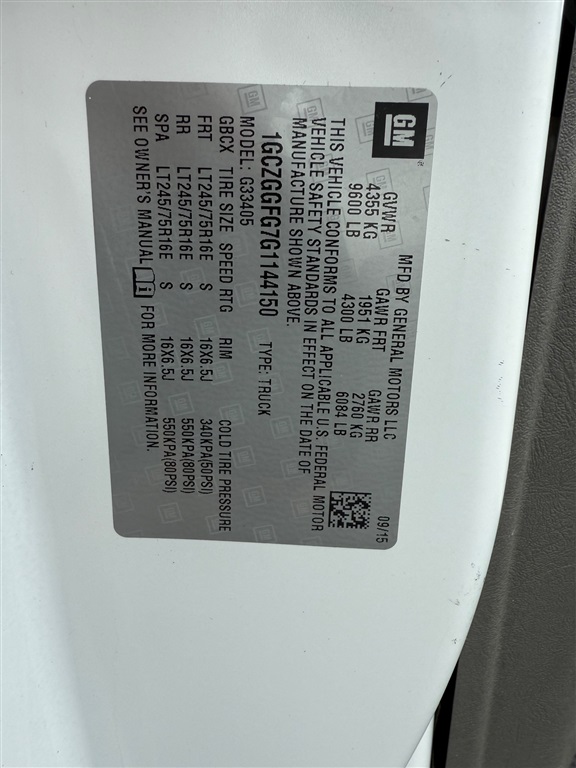 GM
MFD BY GENERAL MOTORS LLC 09/15
GVWR GAWR FRT GAWR RR
4355 KG 1951 KG 2760 KG
9600 LB 4300 LB 6084 LB
THIS VEHICLE CONFORMS TO ALL APPLICABLE U.S. FEDERAL MOTOR
VEHICLE SAFETY STANDARDS IN EFFECT ON THE DATE OF
MANUFACTURE SHOWN ABOVE.
1GCZGGFG7G1144150 TYPE: TRUCK
MODEL: G33405
GBCX TIRE SIZE SPEED RTG RIM COLD TIRE PRESSURE
FRT LT245/75R16E S 16X6.5J 340KPA(50PSI)
RR LT245/75R16E S 16X6.5J 550KPA(80PSI)
SPA LT245/75R16E S 16X6.5J 550KPA(80PSI)
SEE OWNER'S MANUAL FOR MORE INFORMATION.